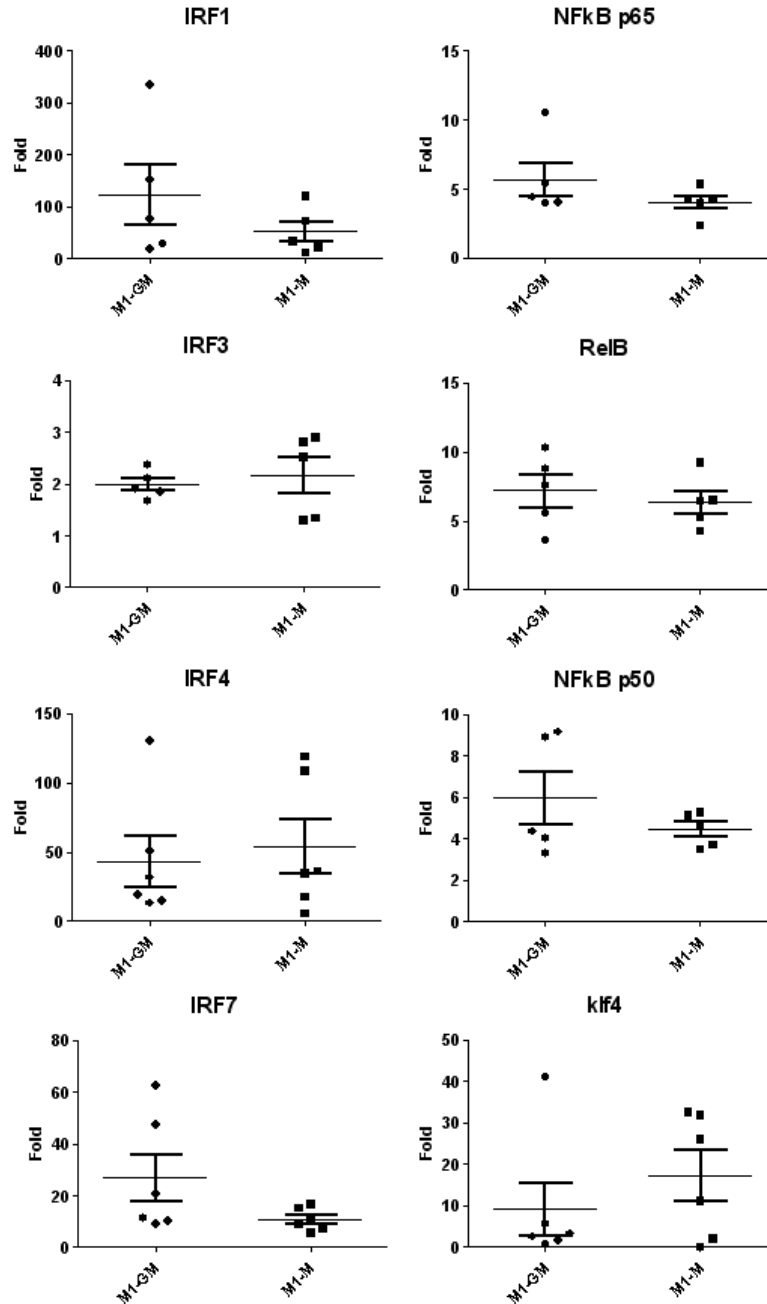 IRF1
400
300
200
100
0
Fold
M1-GM
M1-M
NFkB p65
15
10
5
0
Fold
M1-GM
M1-M
IRF3
4
3
2
1
0
Fold
M1-GM
M1-M
RelB
15
10
5
0
Fold
M1-GM
M1-M
IRF4
150
100
50
0
Fold
M1-GM
M1-M
NFkB p50
10
8
6
4
2
0
Fold
M1-GM
M1-M
IRF7
80
60
40
20
0
Fold
M1-GM
M1-M
klf4
50
40
30
20
10
0
Fold
M1-GM
M1-M